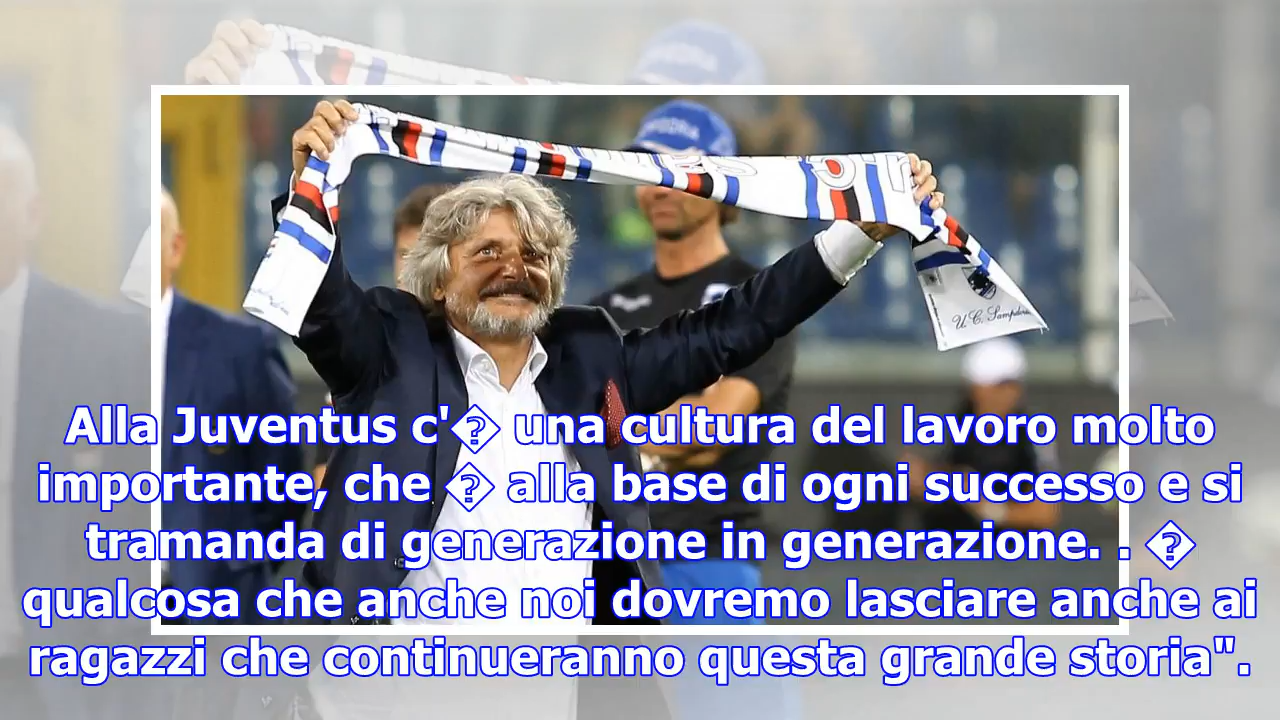 Alla Juventus c'� una cultura del lavoro molto
importante, che � alla base di ogni successo e si
tramanda di generazione in generazione. . �
qualcosa che anche noi dovremo lasciare anche ai
ragazzi che continueranno questa grande storia".
U. C. Sampdoria